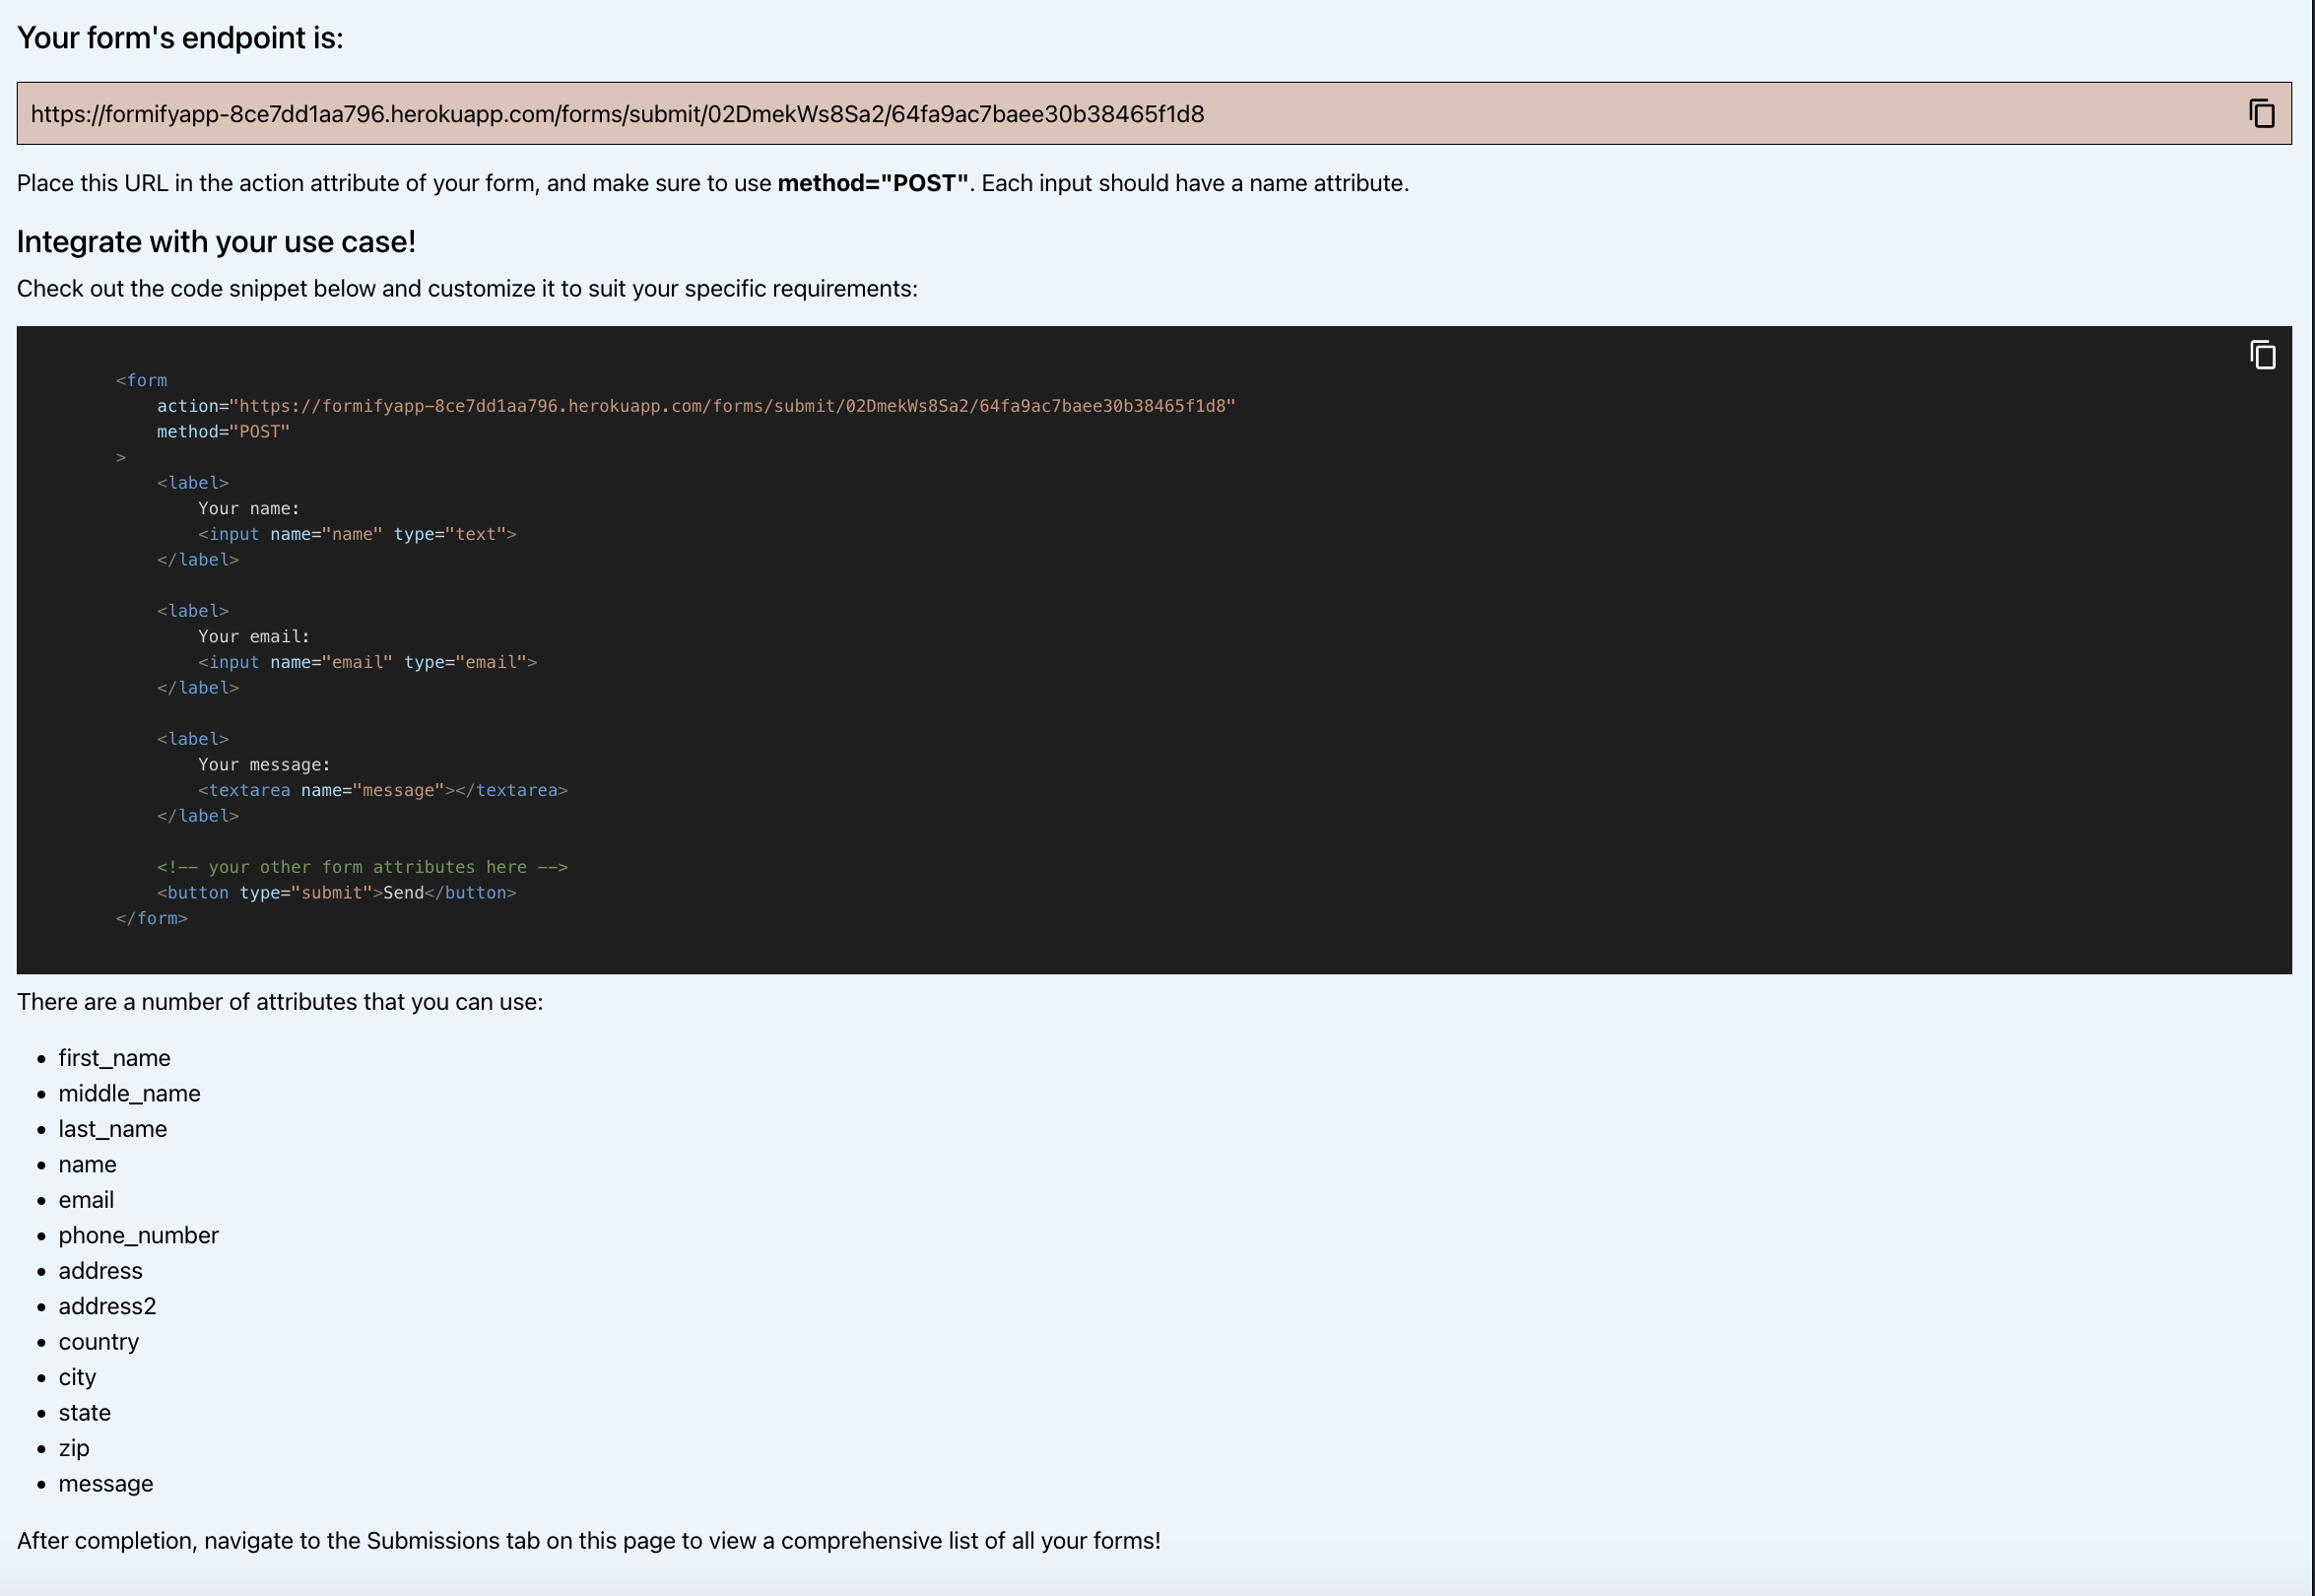 Your form's endpoint is:
https://formifyapp-8ce7dd1aa796.herokuapp.com/forms/submit/02DmekWs8Sa2/64fa9ac7baee30b38465f1d8
Place this URL in the action attribute of your form, and make sure to use method="POST". Each input should have a name attribute.
Integrate with your use case!
Check out the code snippet below and customize it to suit your specific requirements:
<form
    action="https://formifyapp-8ce7dd1aa796.herokuapp.com/forms/submit/02DmekWs8Sa2/64fa9ac7baee30b38465f1d8"
    method="POST"
>
    <label>
        Your name:
        <input name="name" type="text">
    </label>

    <label>
        Your email:
        <input name="email" type="email">
    </label>

    <label>
        Your message:
        <textarea name="message"></textarea>
    </label>

    <!-- your other form attributes here -->
    <button type="submit">Send</button>
</form>
There are a number of attributes that you can use:
• first_name
• middle_name
• last_name
• name
• email
• phone_number
• address
• address2
• country
• city
• state
• zip
• message
After completion, navigate to the Submissions tab on this page to view a comprehensive list of all your forms!